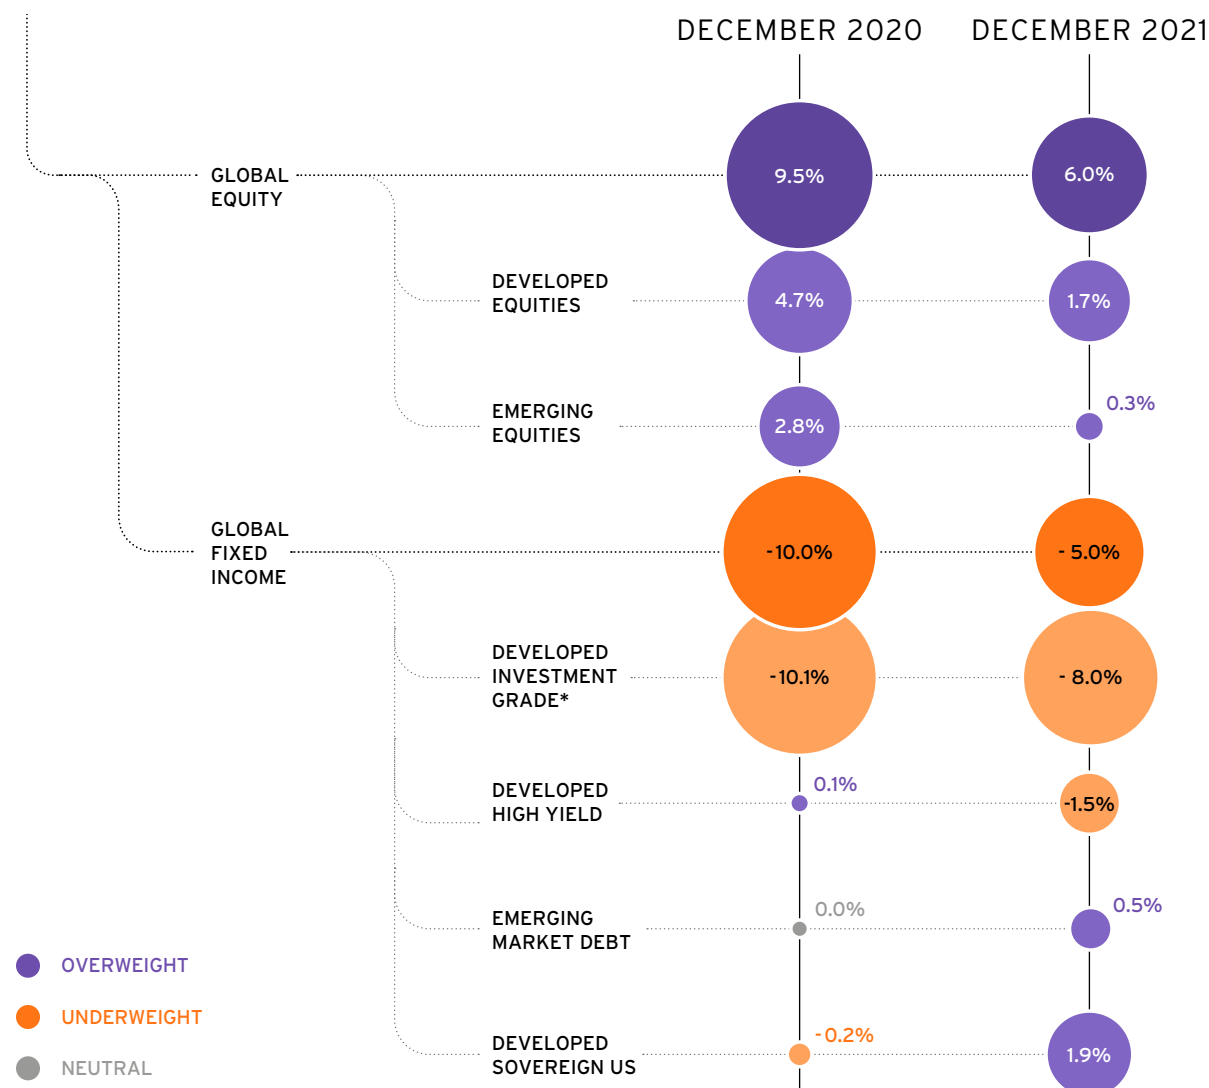 DECEMBER 2020 DECEMBER 2021
GLOBAL
EQUITY
9.5% 6.0%
DEVELOPED
EQUITIES
4.7% 1.7%
EMERGING
EQUITIES
2.8% 0.3%
GLOBAL
FIXED
INCOME
-10.0% - 5.0%
DEVELOPED
INVESTMENT
GRADE*
-10.1% - 8.0%
DEVELOPED
HIGH YIELD
0.1% -1.5%
EMERGING
MARKET DEBT
0.0% 0.5%
DEVELOPED
SOVEREIGN US
- 0.2% 1.9%
OVERWEIGHT
UNDERWEIGHT
NEUTRAL